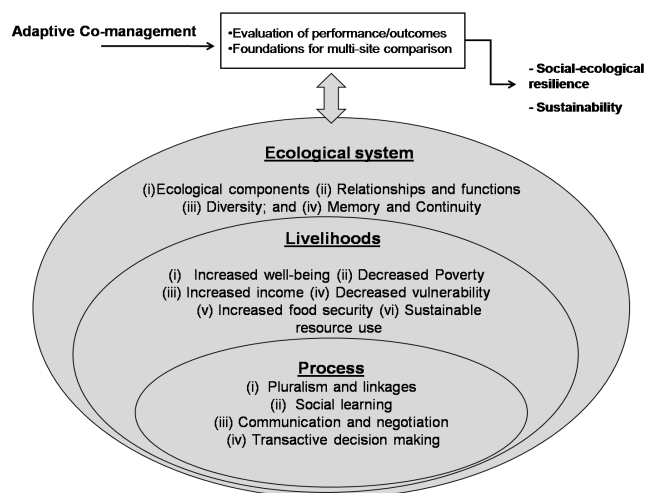 Adaptive Co-management
•Evaluation of performance/outcomes
•Foundations for multi-site comparison
- Social-ecological
resilience
- Sustainability
Ecological system
(i)Ecological components (ii) Relationships and functions
(iii) Diversity; and (iv) Memory and Continuity
Livelihoods
(i) Increased well-being (ii) Decreased Poverty
(iii) Increased income (iv) Decreased vulnerability
(v) Increased food security (vi) Sustainable
resource use
Process
(i) Pluralism and linkages
(ii) Social learning
(iii) Communication and negotiation
(iv) Transactive decision making